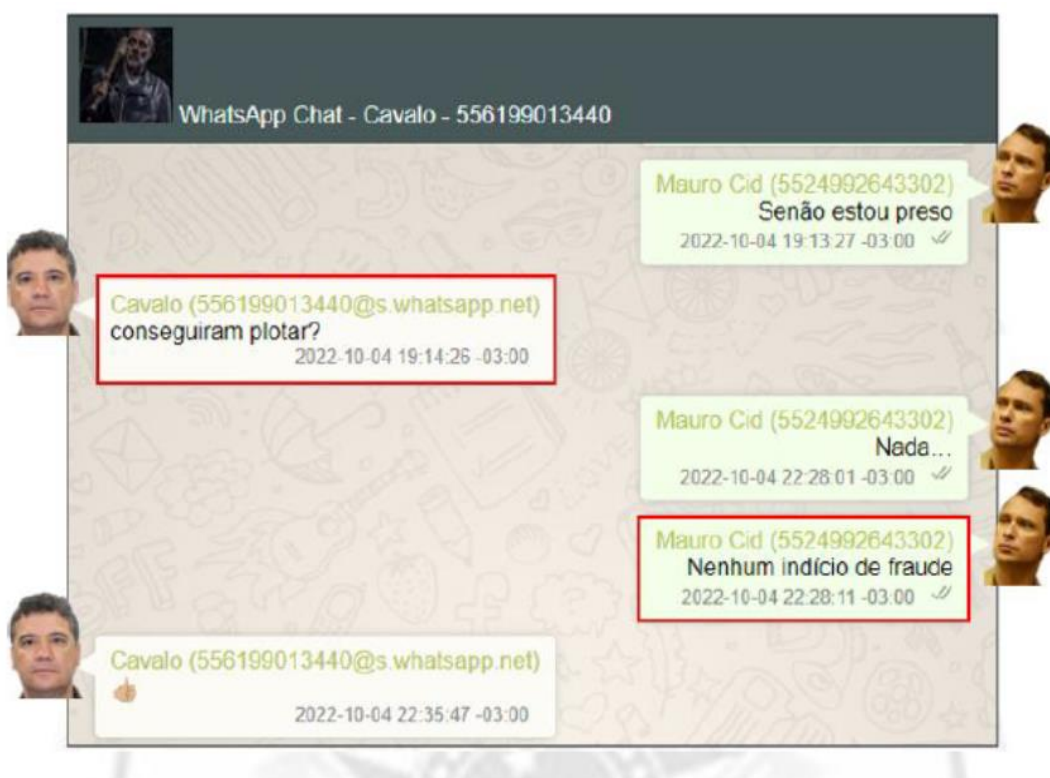 WhatsApp Chat - Cavalo - 556199013440
Mauro Cid (5524992643302)
Senão estou preso
2022-10-04 19:13:27 -03:00
Cavalo (556199013440@s.whatsapp.net)
conseguiram plotar?
2022-10-04 19:14:26 -03:00
Mauro Cid (5524992643302)
Nada...
2022-10-04 22:28:01 -03:00
Mauro Cid (5524992643302)
Nenhum indício de fraude
2022-10-04 22:28:11 -03:00
Cavalo (556199013440@s.whatsapp.net)
👍🏼
2022-10-04 22:35:47 -03:00